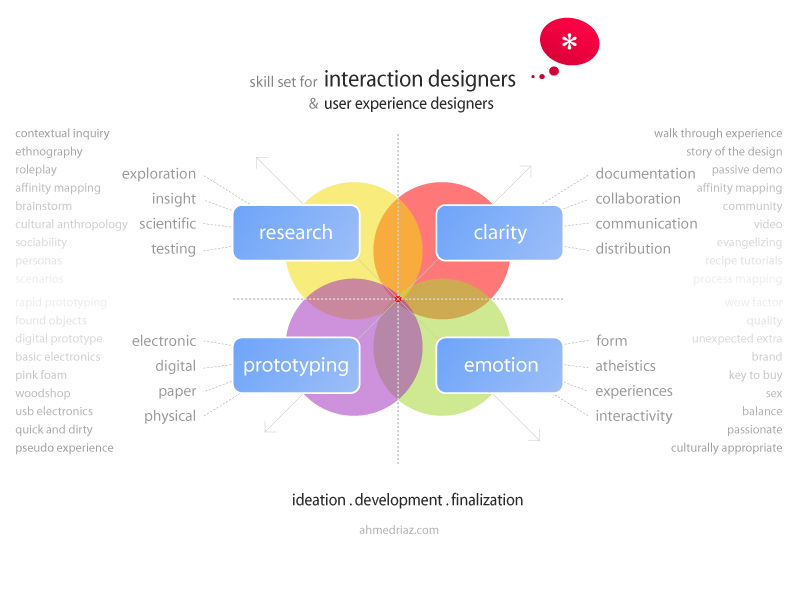 *
skill set for interaction designers
& user experience designers
contextual inquiry
ethnography
roleplay
affinity mapping
brainstorm
cultural anthropology
sociability
personas
scenarios
exploration
insight
scientific
testing
research
clarity
documentation
collaboration
communication
distribution
walk through experience
story of the design
passive demo
affinity mapping
community
video
evangelizing
recipe tutorials
process mapping
rapid prototyping
found objects
digital prototype
basic electronics
pink foam
woodshop
usb electronics
quick and dirty
pseudo experience
electronic
digital
paper
physical
prototyping
emotion
form
atheistics
experiences
interactivity
wow factor
quality
unexpected extra
brand
key to buy
sex
balance
passionate
culturally appropriate
ideation . development . finalization
ahmedriaz.com